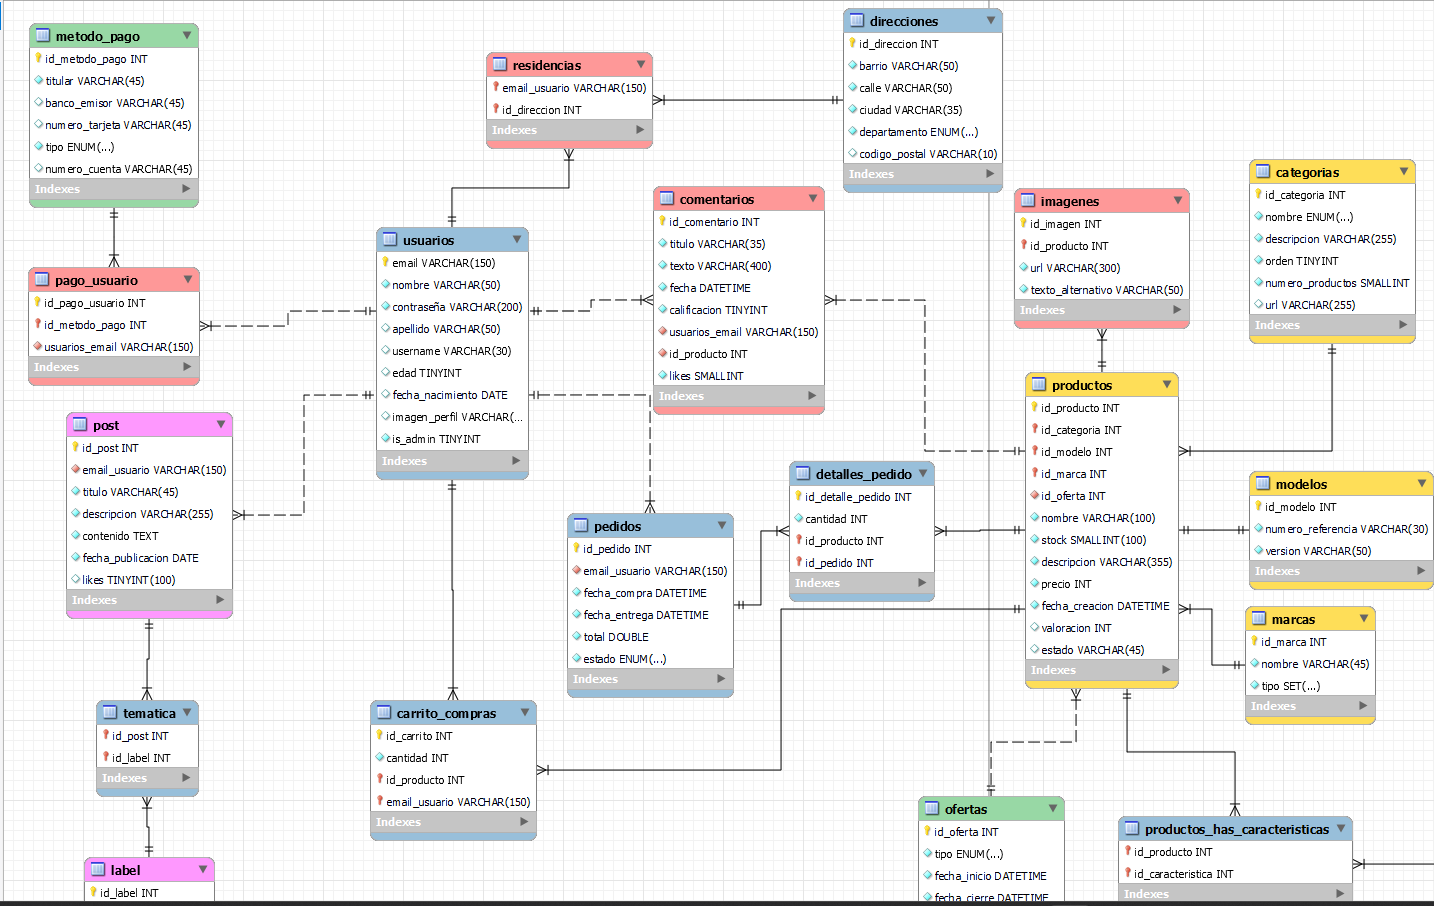 metodo_pago
id_metodo_pago INT
titular VARCHAR(45)
banco_emisor VARCHAR(45)
numero_tarjeta VARCHAR(45)
tipo ENUM(...)
numero_cuenta VARCHAR(45)
Indexes
pago_usuario
id_pago_usuario INT
id_metodo_pago INT
usuarios_email VARCHAR(150)
Indexes
post
id_post INT
email_usuario VARCHAR(150)
titulo VARCHAR(45)
descripcion VARCHAR(255)
contenido TEXT
fecha_publicacion DATE
likes TINYINT(100)
Indexes
tematica
id_post INT
id_label INT
Indexes
label
id_label INT
residencias
email_usuario VARCHAR(150)
id_direccion INT
Indexes
usuarios
email VARCHAR(150)
nombre VARCHAR(50)
contraseña VARCHAR(200)
apellido VARCHAR(50)
username VARCHAR(30)
edad TINYINT
fecha_nacimiento DATE
imagen_perfil VARCHAR(...
is_admin TINYINT
Indexes
carrito_compras
id_carrito INT
cantidad INT
id_producto INT
email_usuario VARCHAR(150)
Indexes
comentarios
id_comentario INT
titulo VARCHAR(35)
texto VARCHAR(400)
fecha DATETIME
calificacion TINYINT
usuarios_email VARCHAR(150)
id_producto INT
likes SMALLINT
Indexes
pedidos
id_pedido INT
email_usuario VARCHAR(150)
fecha_compra DATETIME
fecha_entrega DATETIME
total DOUBLE
estado ENUM(...)
Indexes
direcciones
id_direccion INT
barrio VARCHAR(50)
calle VARCHAR(50)
ciudad VARCHAR(35)
departamento ENUM(...)
codigo_postal VARCHAR(10)
Indexes
detalles_pedido
id_detalle_pedido INT
cantidad INT
id_producto INT
id_pedido INT
Indexes
imagenes
id_imagen INT
id_producto INT
url VARCHAR(300)
texto_alternativo VARCHAR(50)
Indexes
productos
id_producto INT
id_categoria INT
id_modelo INT
id_marca INT
id_oferta INT
nombre VARCHAR(100)
stock SMALLINT(100)
descripcion VARCHAR(355)
precio INT
fecha_creacion DATETIME
valoracion INT
estado VARCHAR(45)
Indexes
ofertas
id_oferta INT
tipo ENUM(...)
fecha_inicio DATETIME
fecha_cierre DATETIME
categorias
id_categoria INT
nombre ENUM(...)
descripcion VARCHAR(255)
orden TINYINT
numero_productos SMALLINT
url VARCHAR(255)
Indexes
modelos
id_modelo INT
numero_referencia VARCHAR(30)
version VARCHAR(50)
Indexes
marcas
id_marca INT
nombre VARCHAR(45)
tipo SET(...)
Indexes
productos_has_caracteristicas
id_producto INT
id_caracteristica INT
Indexes